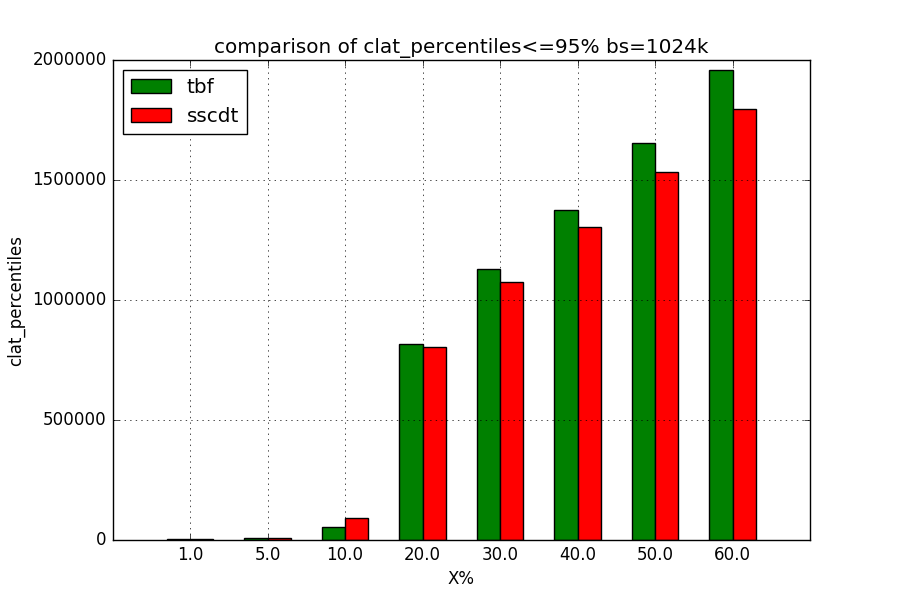 comparison of clat_percentiles<=95% bs=1024k
2000000
1500000
1000000
500000
0
clat_percentiles
tbf
sscdt
1.0 5.0 10.0 20.0 30.0 40.0 50.0 60.0
X%